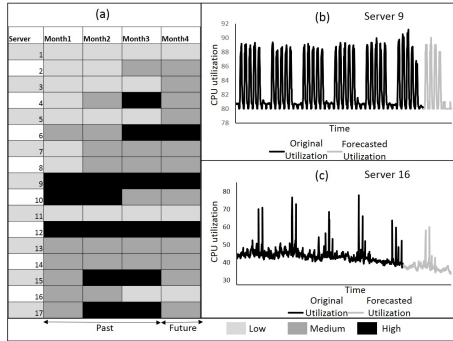 (a)
Server Month1 Month2 Month3 Month4
1
2
3
4
5
6
7
8
9
10
11
12
13
14
15
16
17
Past Future
(b) Server 9
CPU utilization
92
90
88
86
84
82
80
78
Time
Original Utilization
Forecasted Utilization
(c) Server 16
CPU utilization
80
70
60
50
40
30
Time
Original Utilization
Forecasted Utilization
Low Medium High